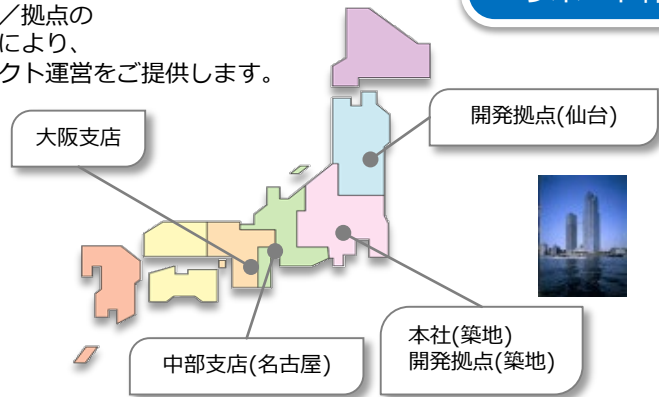 ／拠点の
により、
クト運営をご提供します。
大阪支店
開発拠点(仙台)
中部支店(名古屋)
本社(築地)
開発拠点(築地)